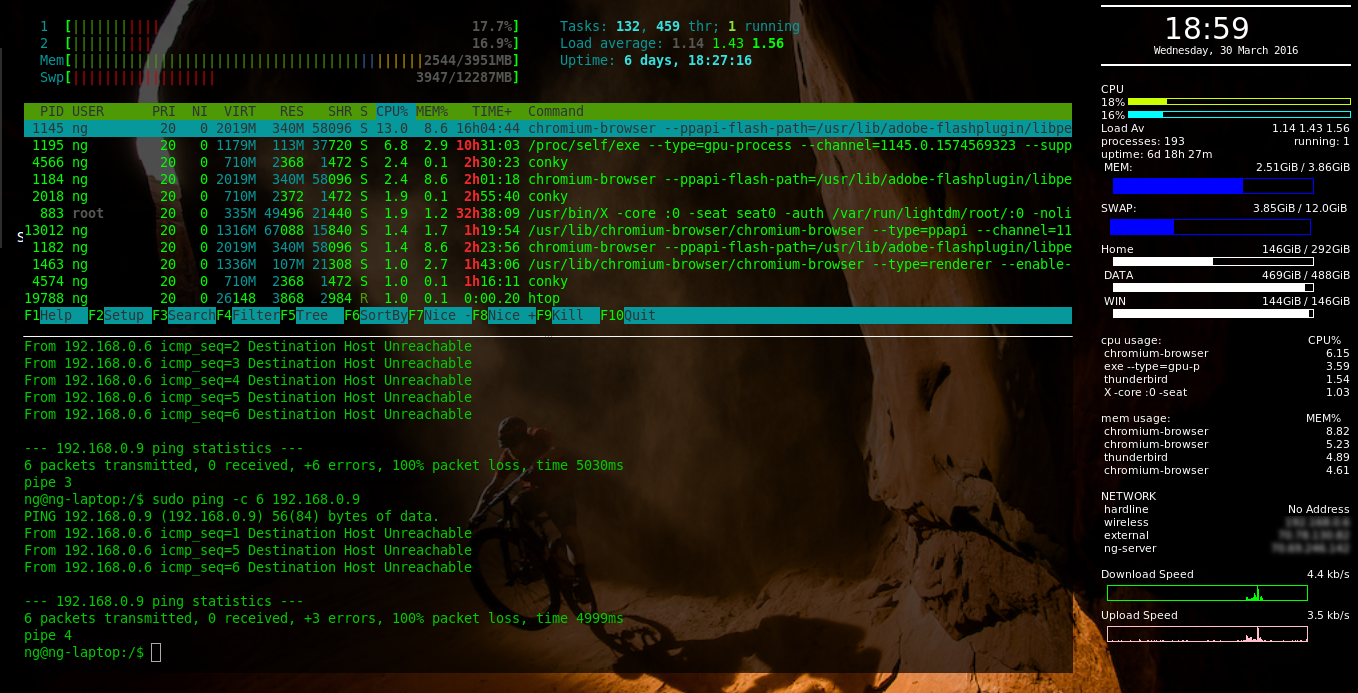 1 [||||||||||| 17.7%] Tasks: 132, 459 thr; 1 running
2 [||||||||||| 16.9%] Load average: 1.14 1.43 1.56
Mem[||||||||||||||||||||||||||||||||||||||||||||2544/3951MB] Uptime: 6 days, 18:27:16
Swp[|||||||||||||||||| 3947/12287MB]
PID USER PRI NI VIRT RES SHR S CPU% MEM% TIME+ Command
1145 ng 20 0 2019M 340M 58096 S 13.0 8.6 16h04:44 chromium-browser --ppapi-flash-path=/usr/lib/adobe-flashplugin/libpe
1195 ng 20 0 1179M 113M 37720 S 6.8 2.9 10h31:03 /proc/self/exe --type=gpu-process --channel=1145.0.1574569323 --supp
4566 ng 20 0 710M 2368 1472 S 2.4 0.1 2h30:23 conky
1184 ng 20 0 2019M 340M 58096 S 2.4 8.6 2h01:18 chromium-browser --ppapi-flash-path=/usr/lib/adobe-flashplugin/libpe
2018 ng 20 0 710M 2372 1472 S 1.9 0.1 2h55:40 conky
883 root 20 0 335M 49496 21440 S 1.9 1.2 32h38:09 /usr/bin/X -core :0 -seat seat0 -auth /var/run/lightdm/root/:0 -noli
S
13012 ng 20 0 1316M 67088 15840 S 1.4 1.7 1h19:54 /usr/lib/chromium-browser/chromium-browser --type=ppapi --channel=11
1182 ng 20 0 2019M 340M 58096 S 1.4 8.6 2h23:56 chromium-browser --ppapi-flash-path=/usr/lib/adobe-flashplugin/libpe
1463 ng 20 0 1336M 107M 21308 S 1.0 2.7 1h43:06 /usr/lib/chromium-browser/chromium-browser --type=renderer --enable-
4574 ng 20 0 710M 2368 1472 S 1.0 0.1 1h16:11 conky
19788 ng 20 0 26148 3868 2984 R 1.0 0.1 0:00.20 htop
F1Help F2Setup F3SearchF4FilterF5Tree F6SortByF7Nice -F8Nice +F9Kill F10Quit
From 192.168.0.6 icmp_seq=2 Destination Host Unreachable
From 192.168.0.6 icmp_seq=3 Destination Host Unreachable
From 192.168.0.6 icmp_seq=4 Destination Host Unreachable
From 192.168.0.6 icmp_seq=5 Destination Host Unreachable
From 192.168.0.6 icmp_seq=6 Destination Host Unreachable
--- 192.168.0.9 ping statistics ---
6 packets transmitted, 0 received, +6 errors, 100% packet loss, time 5030ms
pipe 3
ng@ng-laptop:/$ sudo ping -c 6 192.168.0.9
PING 192.168.0.9 (192.168.0.9) 56(84) bytes of data.
From 192.168.0.6 icmp_seq=1 Destination Host Unreachable
From 192.168.0.6 icmp_seq=5 Destination Host Unreachable
From 192.168.0.6 icmp_seq=6 Destination Host Unreachable
--- 192.168.0.9 ping statistics ---
6 packets transmitted, 0 received, +3 errors, 100% packet loss, time 4999ms
pipe 4
ng@ng-laptop:/$
18:59
Wednesday, 30 March 2016
CPU
18%
16%
Load Av 1.14 1.43 1.56
processes: 193 running: 1
uptime: 6d 18h 27m
MEM: 2.51GiB / 3.86GiB
SWAP: 3.85GiB / 12.0GiB
Home 146GiB / 292GiB
DATA 469GiB / 488GiB
WIN 144GiB / 146GiB
cpu usage: CPU%
chromium-browser 6.15
exe --type=gpu-p 3.59
thunderbird 1.54
X -core :0 -seat 1.03
mem usage: MEM%
chromium-browser 8.82
chromium-browser 5.23
thunderbird 4.89
chromium-browser 4.61
NETWORK
hardline No Address
wireless
external
ng-server
Download Speed 4.4 kb/s
Upload Speed 3.5 kb/s